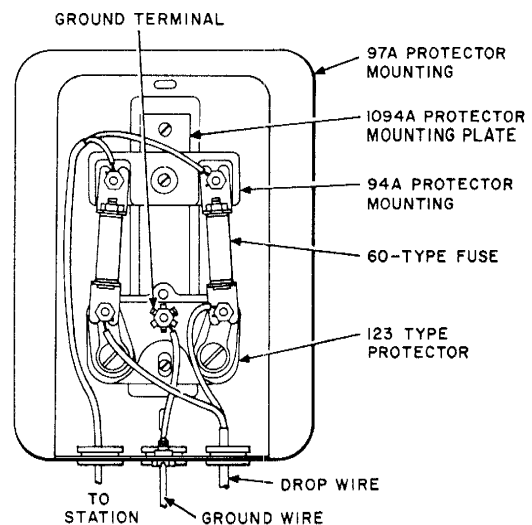 GROUND TERMINAL
97A PROTECTOR
MOUNTING
1094A PROTECTOR
MOUNTING PLATE
94A PROTECTOR
MOUNTING
60-TYPE FUSE
123 TYPE
PROTECTOR
DROP WIRE
TO
STATION
GROUND WIRE